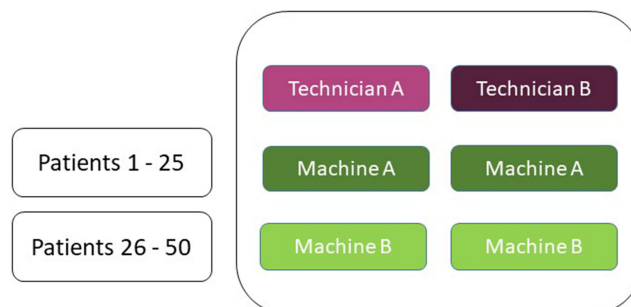 Technician A
Technician B
Patients 1 - 25
Machine A
Machine A
Patients 26 - 50
Machine B
Machine B